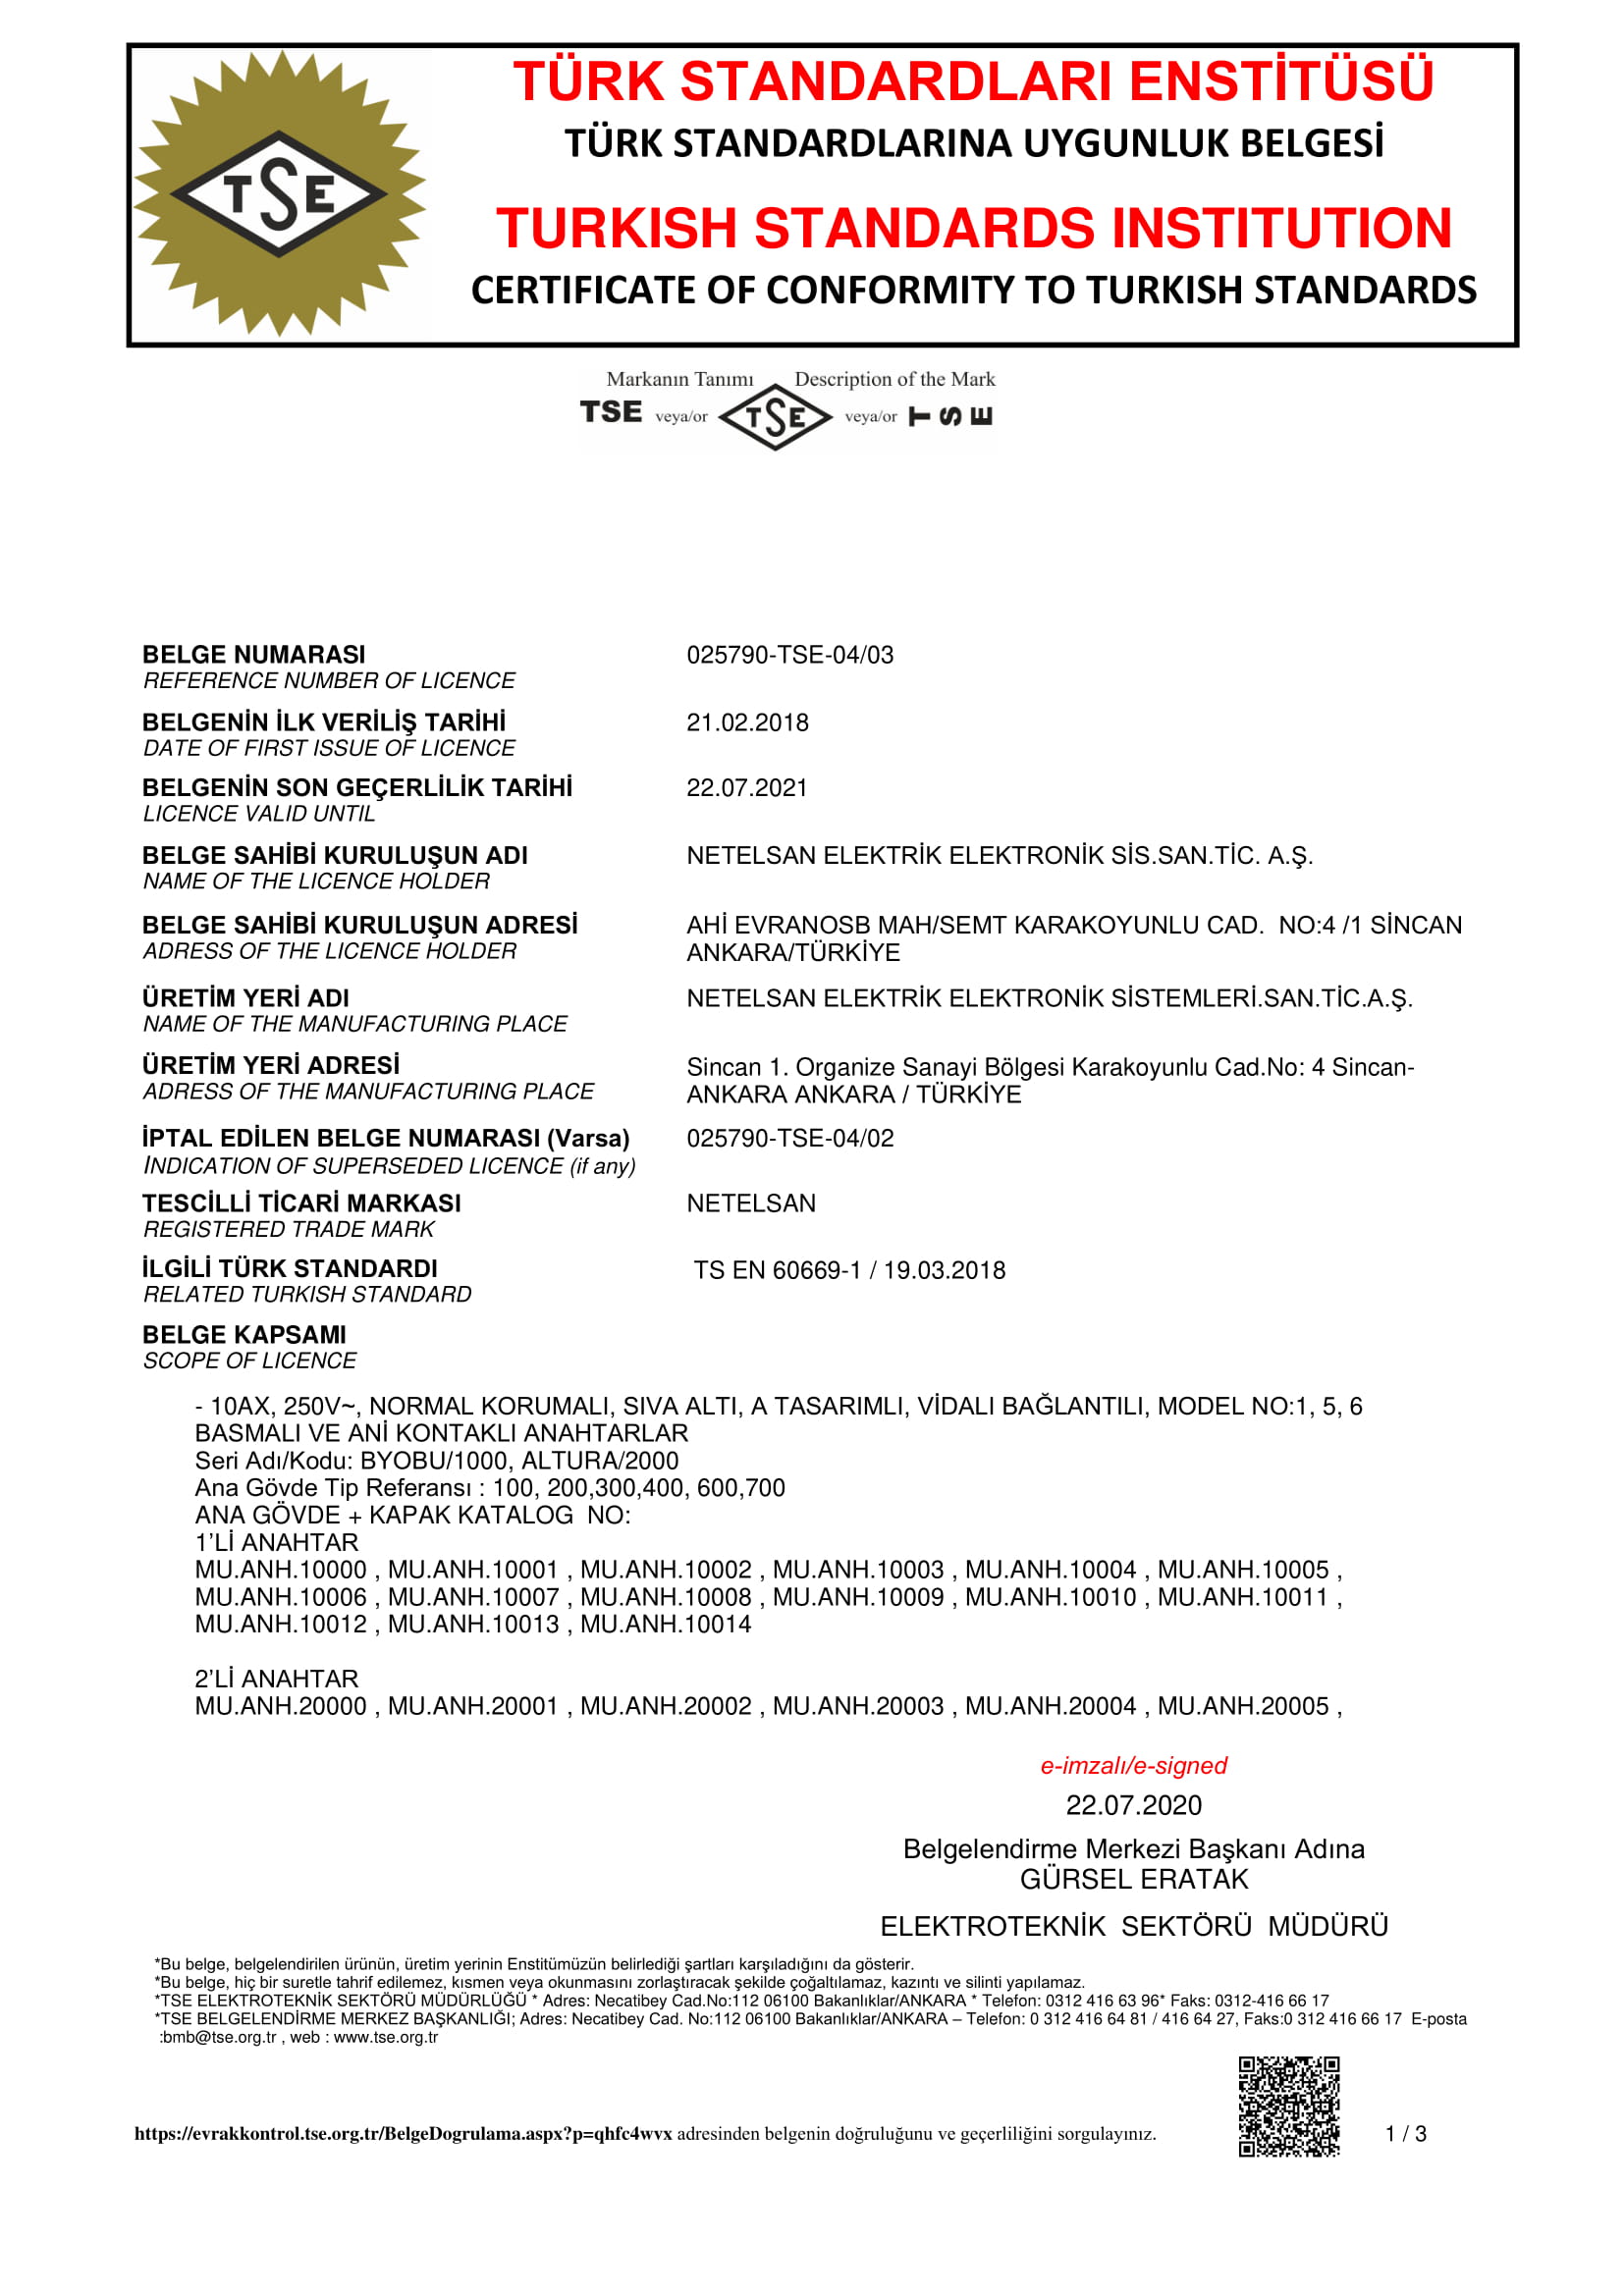 TSE
TÜRK STANDARDLARI ENSTİTÜSÜ
TÜRK STANDARDLARINA UYGUNLUK BELGESİ
TURKISH STANDARDS INSTITUTION
CERTIFICATE OF CONFORMITY TO TURKISH STANDARDS
Markanın Tanımı Description of the Mark
TSE veya/or TSE veya/or TSE
BELGE NUMARASI 025790-TSE-04/03
REFERENCE NUMBER OF LICENCE
BELGENİN İLK VERİLİŞ TARİHİ 21.02.2018
DATE OF FIRST ISSUE OF LICENCE
BELGENİN SON GEÇERLİLİK TARİHİ 22.07.2021
LICENCE VALID UNTIL
BELGE SAHİBİ KURULUŞUN ADI NETELSAN ELEKTRİK ELEKTRONİK SİS.SAN.TİC. A.Ş.
NAME OF THE LICENCE HOLDER
BELGE SAHİBİ KURULUŞUN ADRESİ AHİ EVRANOSB MAH/SEMT KARAKOYUNLU CAD. NO:4 /1 SİNCAN
ADRESS OF THE LICENCE HOLDER ANKARA/TÜRKİYE
ÜRETİM YERİ ADI NETELSAN ELEKTRİK ELEKTRONİK SİSTEMLERİ.SAN.TİC.A.Ş.
NAME OF THE MANUFACTURING PLACE
ÜRETİM YERİ ADRESİ Sincan 1. Organize Sanayi Bölgesi Karakoyunlu Cad.No: 4 Sincan-
ADRESS OF THE MANUFACTURING PLACE ANKARA ANKARA / TÜRKİYE
İPTAL EDİLEN BELGE NUMARASI (Varsa) 025790-TSE-04/02
INDICATION OF SUPERSEDED LICENCE (if any)
TESCİLLİ TİCARİ MARKASI NETELSAN
REGISTERED TRADE MARK
İLGİLİ TÜRK STANDARDI TS EN 60669-1 / 19.03.2018
RELATED TURKISH STANDARD
BELGE KAPSAMI
SCOPE OF LICENCE
- 10AX, 250V~, NORMAL KORUMALI, SIVA ALTI, A TASARIMLI, VİDALI BAĞLANTILI, MODEL NO:1, 5, 6
BASMALI VE ANİ KONTAKLI ANAHTARLAR
Seri Adı/Kodu: BYOBU/1000, ALTURA/2000
Ana Gövde Tip Referansı : 100, 200,300,400, 600,700
ANA GÖVDE + KAPAK KATALOG NO:
1'Lİ ANAHTAR
MU.ANH.10000 , MU.ANH.10001 , MU.ANH.10002 , MU.ANH.10003 , MU.ANH.10004 , MU.ANH.10005 ,
MU.ANH.10006 , MU.ANH.10007 , MU.ANH.10008 , MU.ANH.10009 , MU.ANH.10010 , MU.ANH.10011 ,
MU.ANH.10012 , MU.ANH.10013 , MU.ANH.10014
2'Lİ ANAHTAR
MU.ANH.20000 , MU.ANH.20001 , MU.ANH.20002 , MU.ANH.20003 , MU.ANH.20004 , MU.ANH.20005 ,
e-imzalı/e-signed
22.07.2020
Belgelendirme Merkezi Başkanı Adına
GÜRSEL ERATAK
ELEKTROTEKNİK SEKTÖRÜ MÜDÜRÜ
*Bu belge, belgelendirilen ürünün, üretim yerinin Enstitümüzün belirlediği şartları karşıladığını da gösterir.
*Bu belge, hiç bir suretle tahrif edilemez, kısmen veya okunmasını zorlaştıracak şekilde çoğaltılamaz, kazıntı ve silinti yapılamaz.
*TSE ELEKTROTEKNİK SEKTÖRÜ MÜDÜRLÜĞÜ * Adres: Necatibey Cad.No:112 06100 Bakanlıklar/ANKARA * Telefon: 0312 416 63 96* Faks: 0312-416 66 17
*TSE BELGELENDİRME MERKEZ BAŞKANLIĞI; Adres: Necatibey Cad. No:112 06100 Bakanlıklar/ANKARA – Telefon: 0 312 416 64 81 / 416 64 27, Faks:0 312 416 66 17 E-posta
:bmb@tse.org.tr , web : www.tse.org.tr
https://evrakkontrol.tse.org.tr/BelgeDogrulama.aspx?p=qhfc4wvx adresinden belgenin doğruluğunu ve geçerliliğini sorgulayınız. 1 / 3